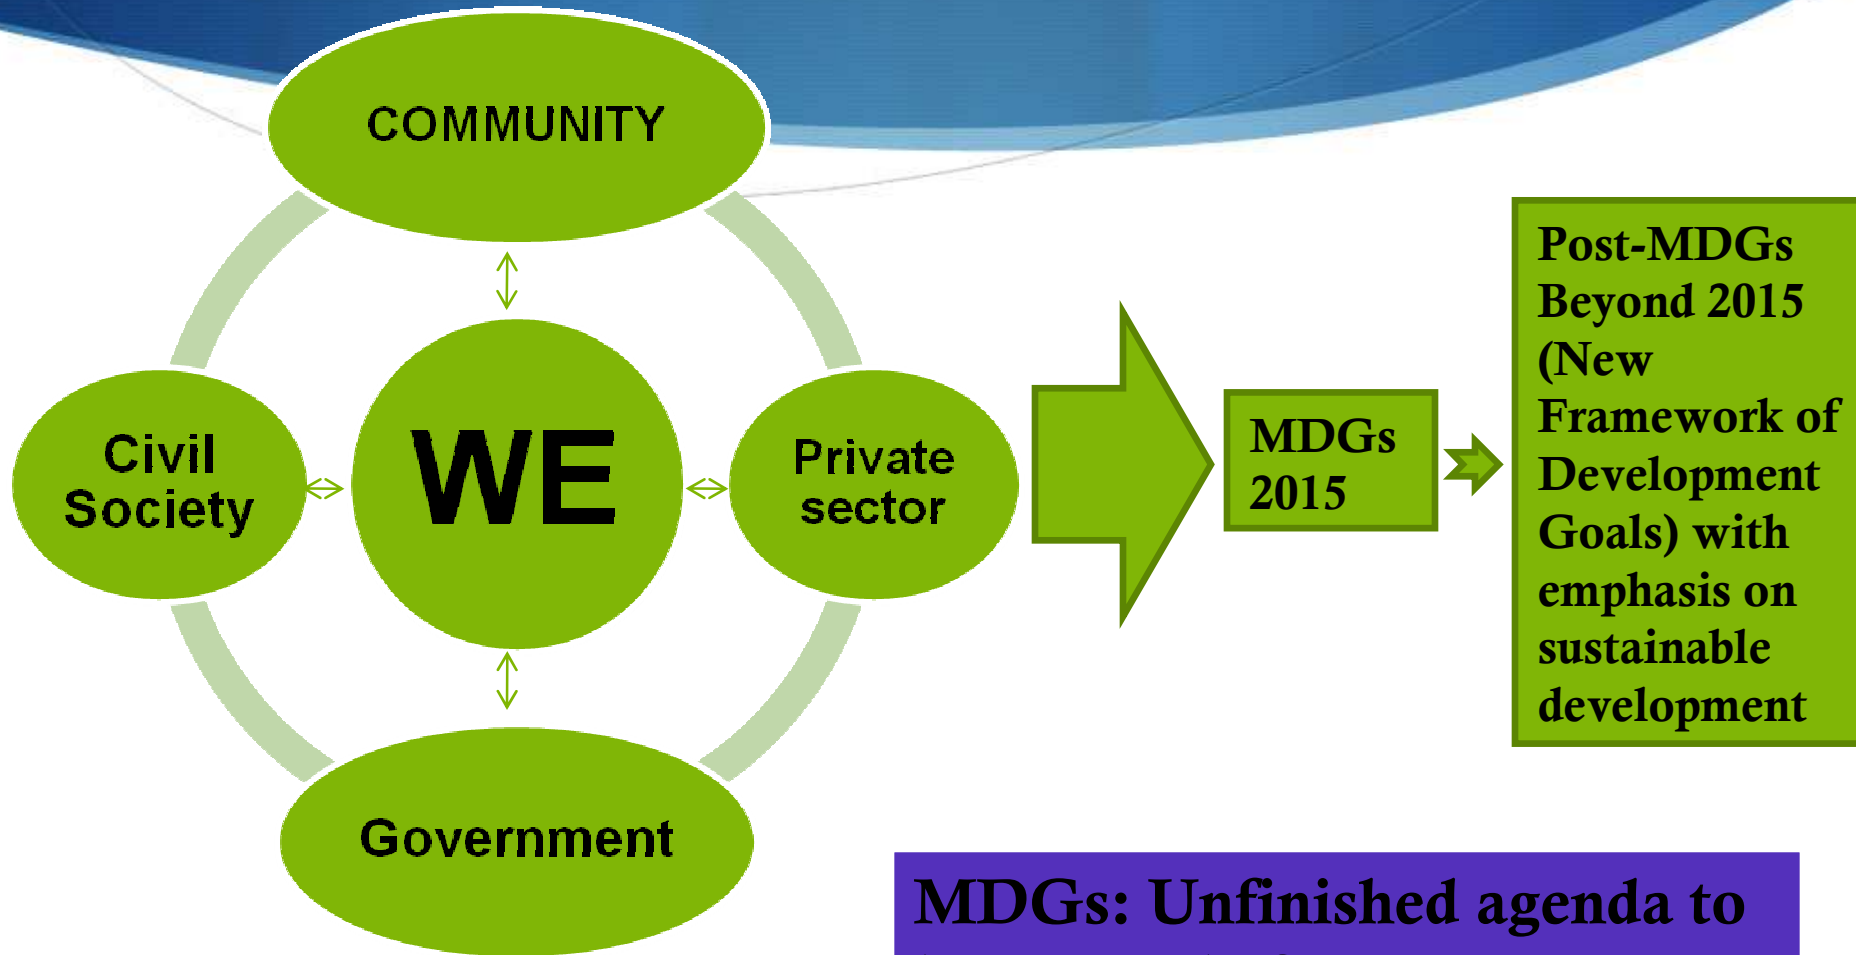 COMMUNITY
Civil
Society
WE
Private
sector
Government
MDGs
2015
Post-MDGs
Beyond 2015
(New
Framework of
Development
Goals) with
emphasis on
sustainable
development
MDGs: Unfinished agenda to